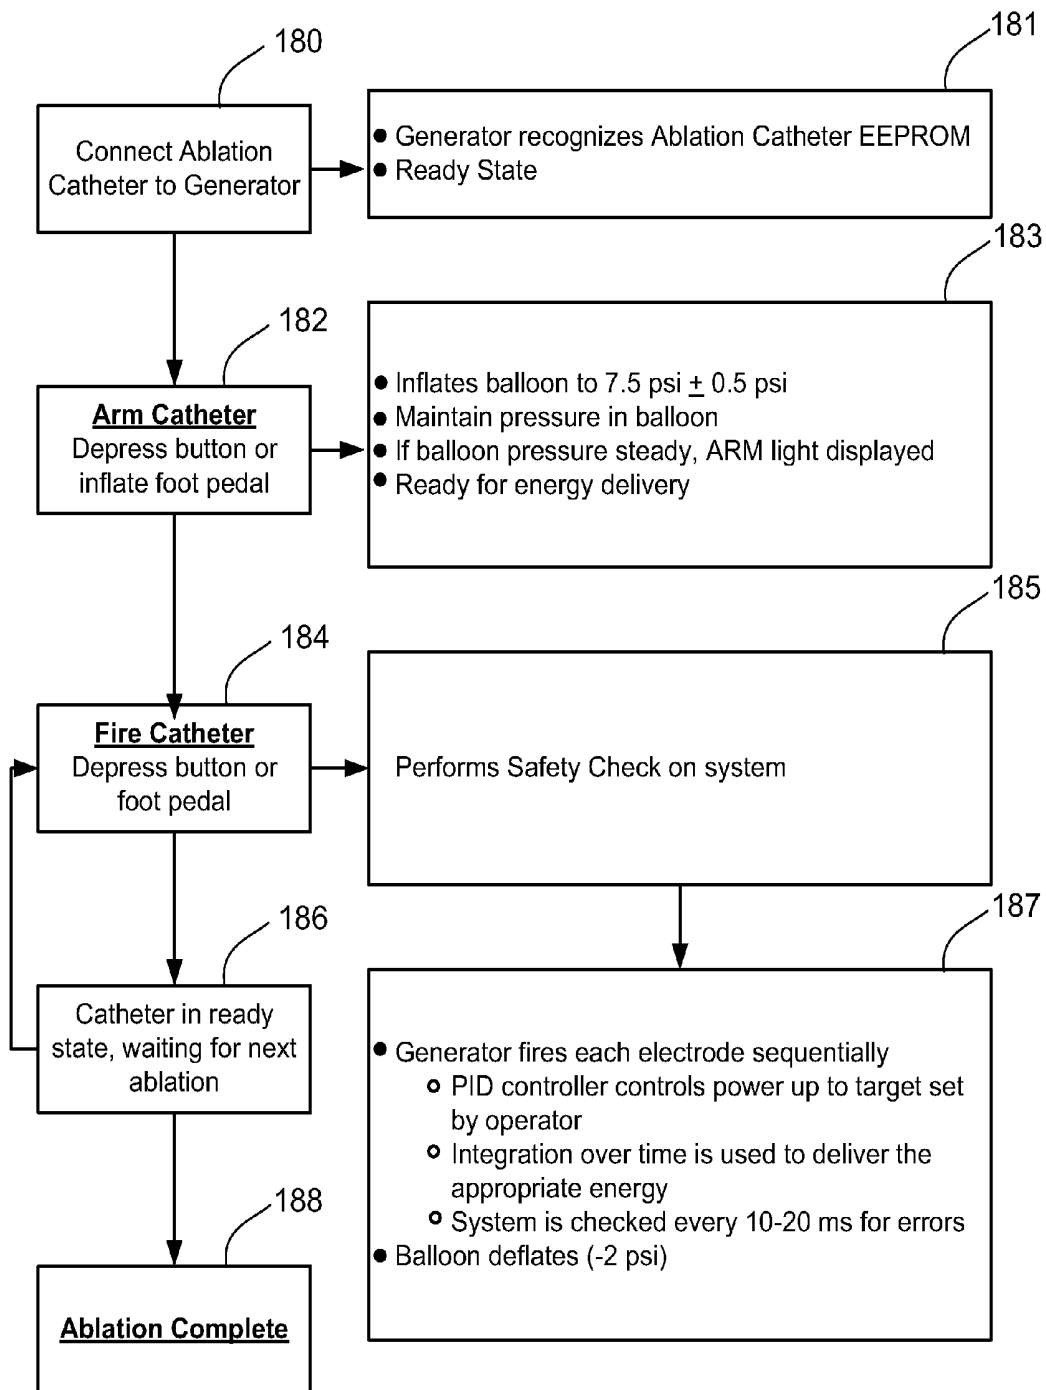 180
181
Connect Ablation
Catheter to Generator
● Generator recognizes Ablation Catheter EEPROM
● Ready State
182
183
Arm Catheter
Depress button or
inflate foot pedal
● Inflates balloon to 7.5 psi ± 0.5 psi
● Maintain pressure in balloon
● If balloon pressure steady, ARM light displayed
● Ready for energy delivery
184
185
Fire Catheter
Depress button or
foot pedal
Performs Safety Check on system
186
187
Catheter in ready
state, waiting for next
ablation
● Generator fires each electrode sequentially
o PID controller controls power up to target set
by operator
o Integration over time is used to deliver the
appropriate energy
o System is checked every 10-20 ms for errors
● Balloon deflates (-2 psi)
188
Ablation Complete